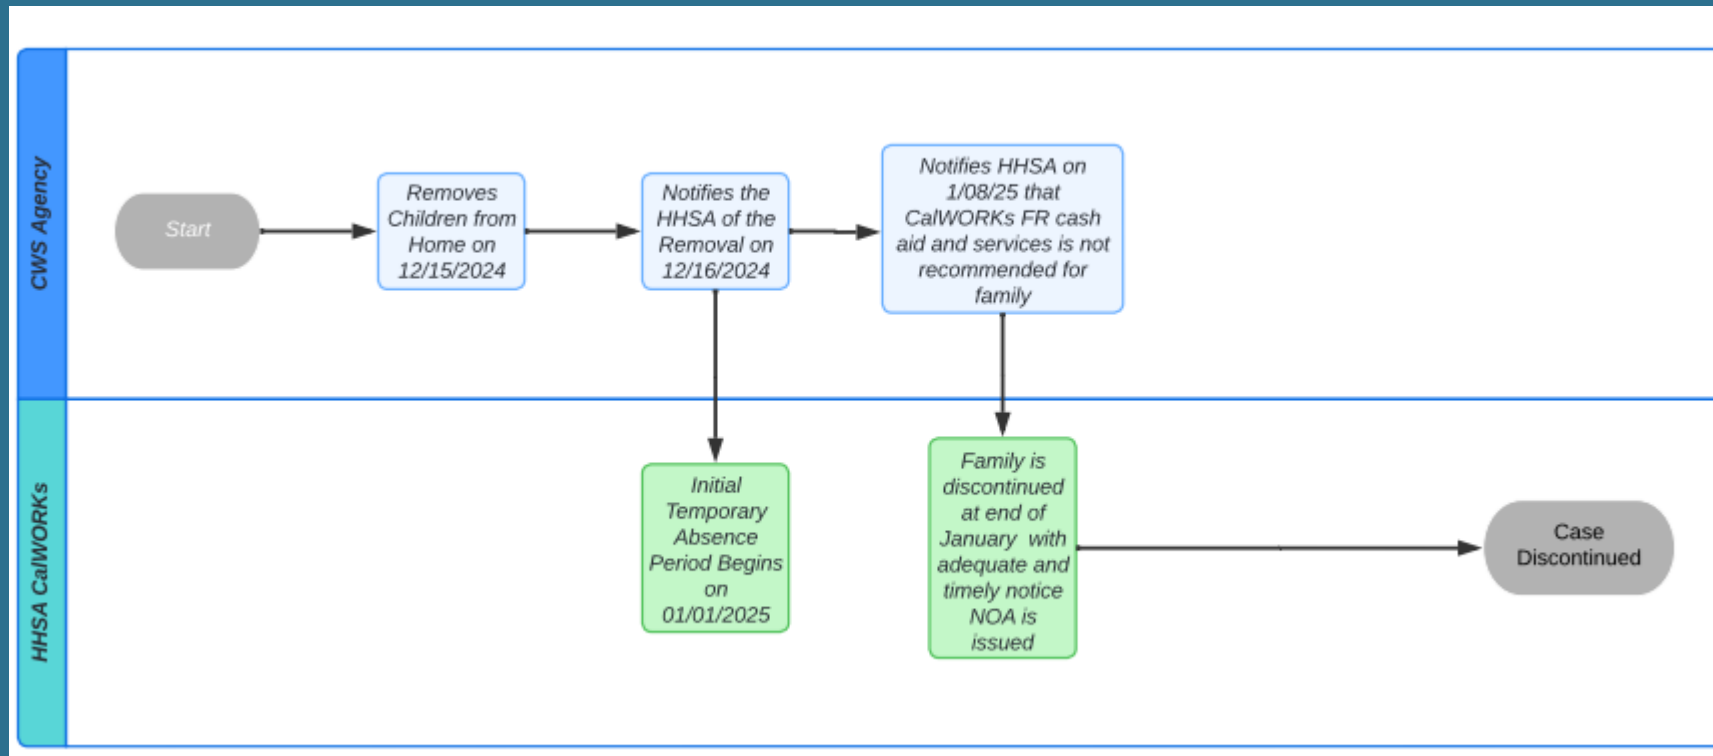 CWS Agency
Start
Removes
Children from
Home on
12/15/2024
Notifies the
HHSA of the
Removal on
12/16/2024
Notifies HHSA on
1/08/25 that
CalWORKs FR cash
aid and services is not
recommended for
family
HHSA CalWORKs
Initial
Temporary
Absence
Period Begins
on
01/01/2025
Family is
discontinued
at end of
January with
adequate and
timely notice
NOA is
issued
Case
Discontinued